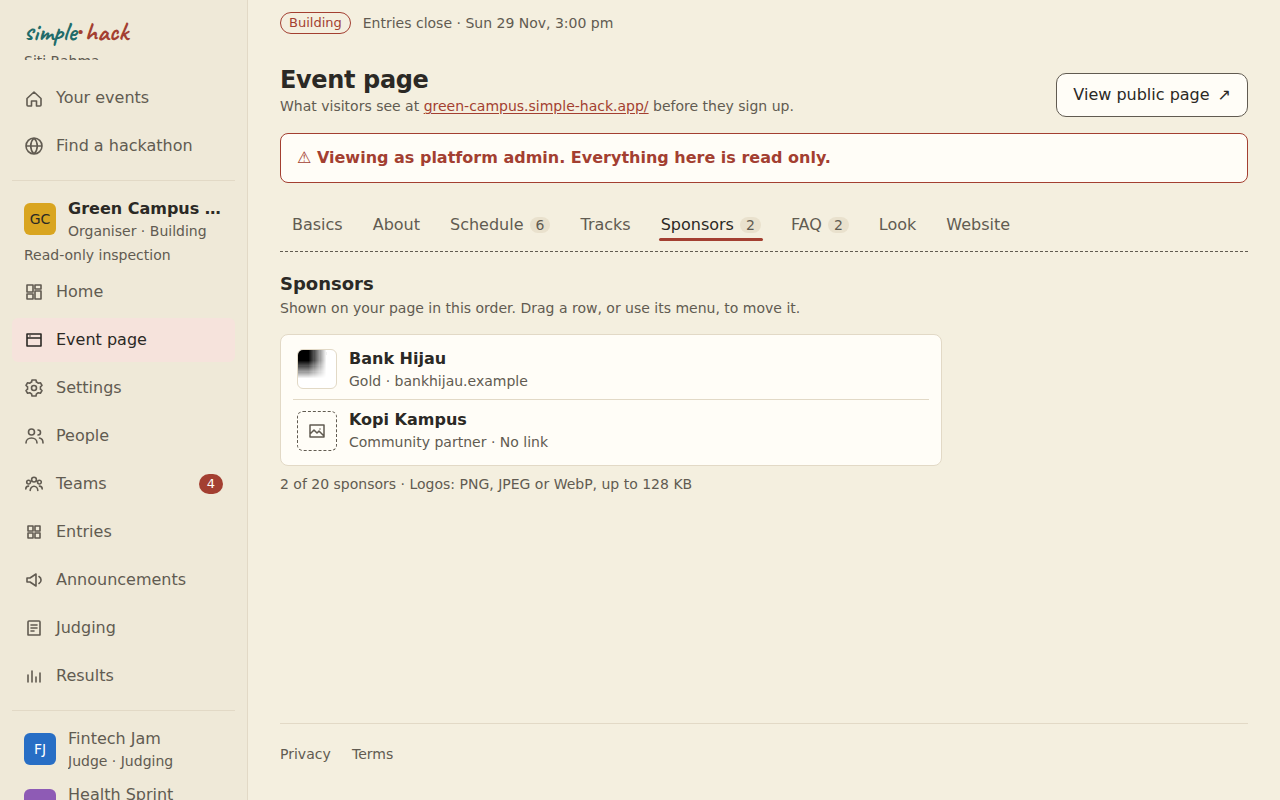 simple·hack
Siti Rahma
Your events
Find a hackathon
GC
Green Campus ...
Organiser · Building
Read-only inspection
Home
Event page
Settings
People
Teams 4
Entries
Announcements
Judging
Results
FJ
Fintech Jam
Judge · Judging
Health Sprint
Building Entries close · Sun 29 Nov, 3:00 pm
Event page
What visitors see at green-campus.simple-hack.app/ before they sign up.
View public page ↗
⚠ Viewing as platform admin. Everything here is read only.
Basics About Schedule 6 Tracks Sponsors 2 FAQ 2 Look Website
Sponsors
Shown on your page in this order. Drag a row, or use its menu, to move it.
Bank Hijau
Gold · bankhijau.example
Kopi Kampus
Community partner · No link
2 of 20 sponsors · Logos: PNG, JPEG or WebP, up to 128 KB
Privacy Terms